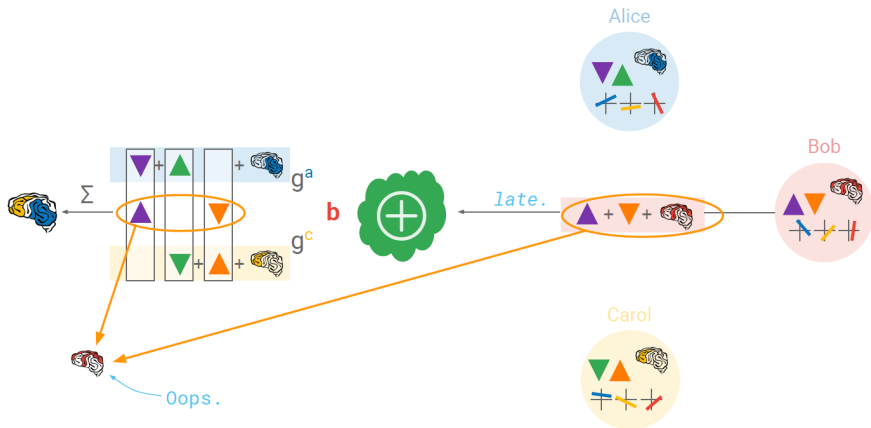 Alice
Bob
+ +
g^a
Σ
b
late.
+ +
g^c
+ +
Carol
Oops.